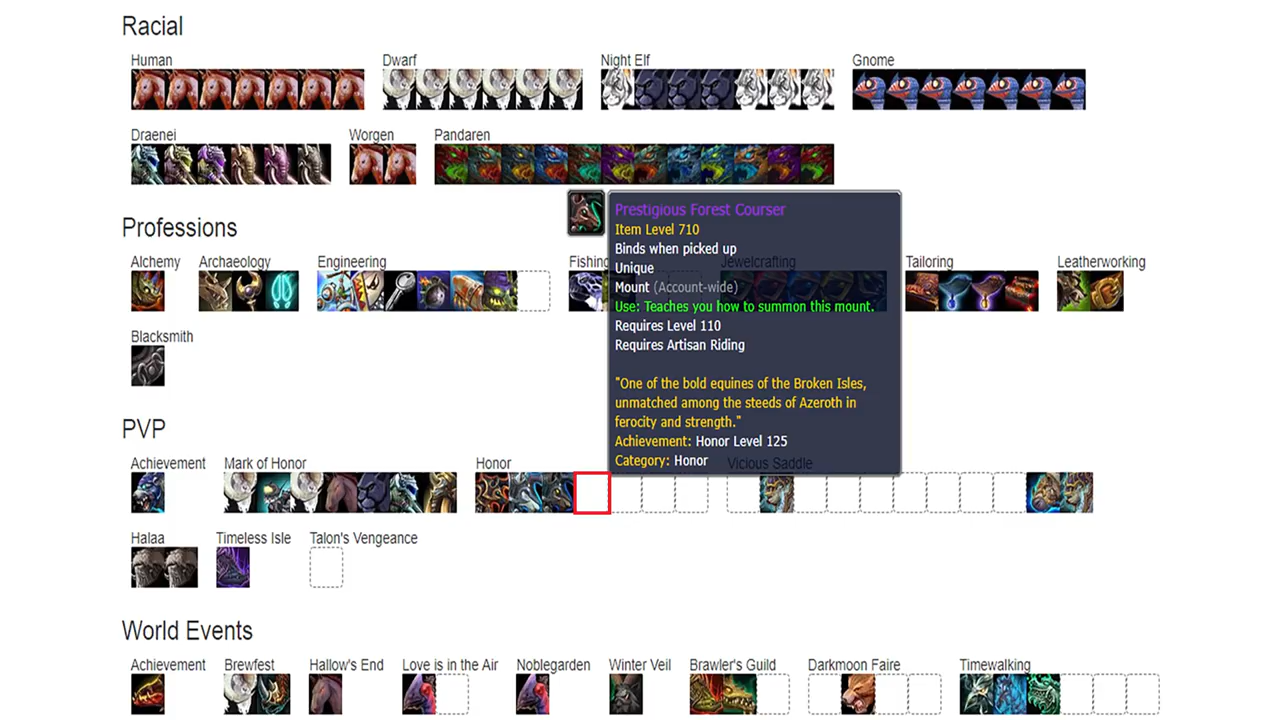 Racial
Human
Dwarf
Night Elf
Gnome
Draenei
Worgen
Pandaren
Professions
Alchemy
Archaeology
Engineering
Fishing
Jewelcrafting
Tailoring
Leatherworking
Blacksmith
Prestigious Forest Courser
Item Level 710
Binds when picked up
Unique
Mount (Account-wide)
Use: Teaches you how to summon this mount.
Requires Level 110
Requires Artisan Riding
"One of the bold equines of the Broken Isles,
unmatched among the steeds of Azeroth in
ferocity and strength."
Achievement: Honor Level 125
Category: Honor
PVP
Achievement
Mark of Honor
Honor
Vicious Saddle
Halaa
Timeless Isle
Talon's Vengeance
World Events
Achievement
Brewfest
Hallow's End
Love is in the Air
Noblegarden
Winter Veil
Brawler's Guild
Darkmoon Faire
Timewalking